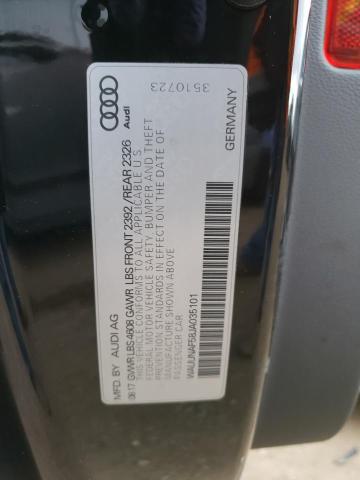 MFD. BY AUDI AG
06·17 GVWR LBS 4608 GAWR LBS FRONT 2392 /REAR 2326
THIS VEHICLE CONFORMS TO ALL APPLICABLE U S
FEDERAL MOTOR VEHICLE SAFETY, BUMPER AND THEFT
PREVENTION STANDARDS IN EFFECT ON THE DATE OF
MANUFACTURE SHOWN ABOVE
PASSENGER CAR
WAUUNAF58JA035101
GERMANY
Audi
3510723